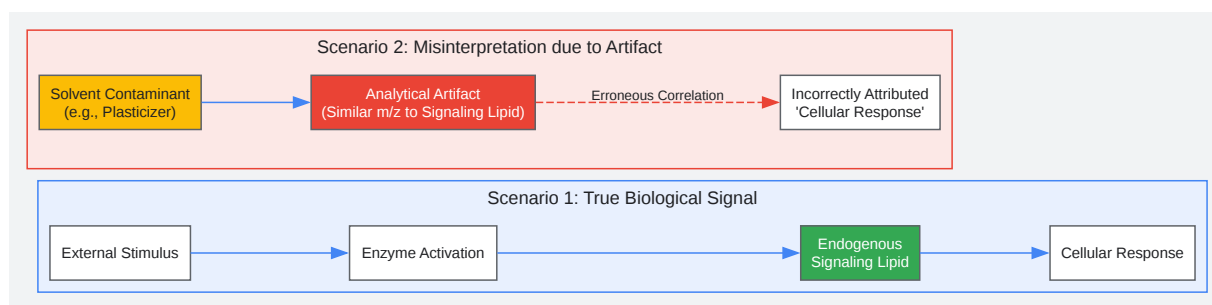 Scenario 2: Misinterpretation due to Artifact
Solvent Contaminant
(e.g., Plasticizer)
Analytical Artifact
(Similar m/z to Signaling Lipid)
Erroneous Correlation
Incorrectly Attributed
'Cellular Response'
Scenario 1: True Biological Signal
External Stimulus
Enzyme Activation
Endogenous
Signaling Lipid
Cellular Response